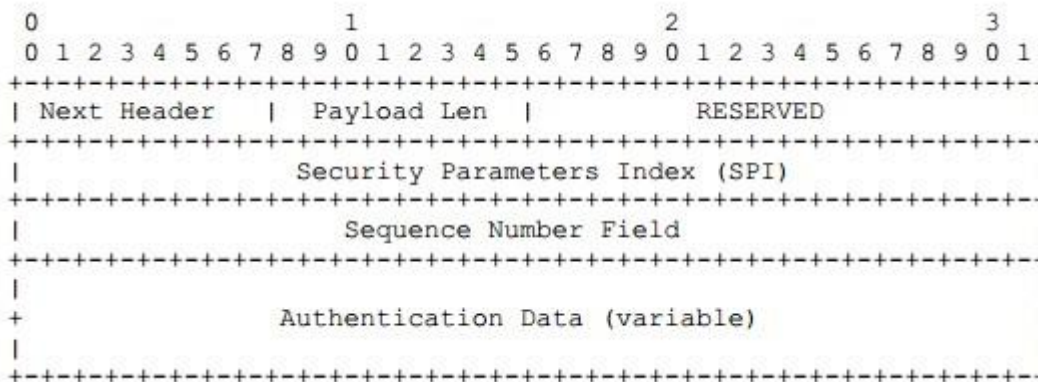 0 1 2 3
0 1 2 3 4 5 6 7 8 9 0 1 2 3 4 5 6 7 8 9 0 1 2 3 4 5 6 7 8 9 0 1
+-+-+-+-+-+-+-+-+-+-+-+-+-+-+-+-+-+-+-+-+-+-+-+-+-+-+-+-+-+-+-+-+-
| Next Header | Payload Len | RESERVED
+-+-+-+-+-+-+-+-+-+-+-+-+-+-+-+-+-+-+-+-+-+-+-+-+-+-+-+-+-+-+-+-+-
| Security Parameters Index (SPI)
+-+-+-+-+-+-+-+-+-+-+-+-+-+-+-+-+-+-+-+-+-+-+-+-+-+-+-+-+-+-+-+-+-
| Sequence Number Field
+-+-+-+-+-+-+-+-+-+-+-+-+-+-+-+-+-+-+-+-+-+-+-+-+-+-+-+-+-+-+-+-+-
|
+ Authentication Data (variable)
|
+-+-+-+-+-+-+-+-+-+-+-+-+-+-+-+-+-+-+-+-+-+-+-+-+-+-+-+-+-+-+-+-+-